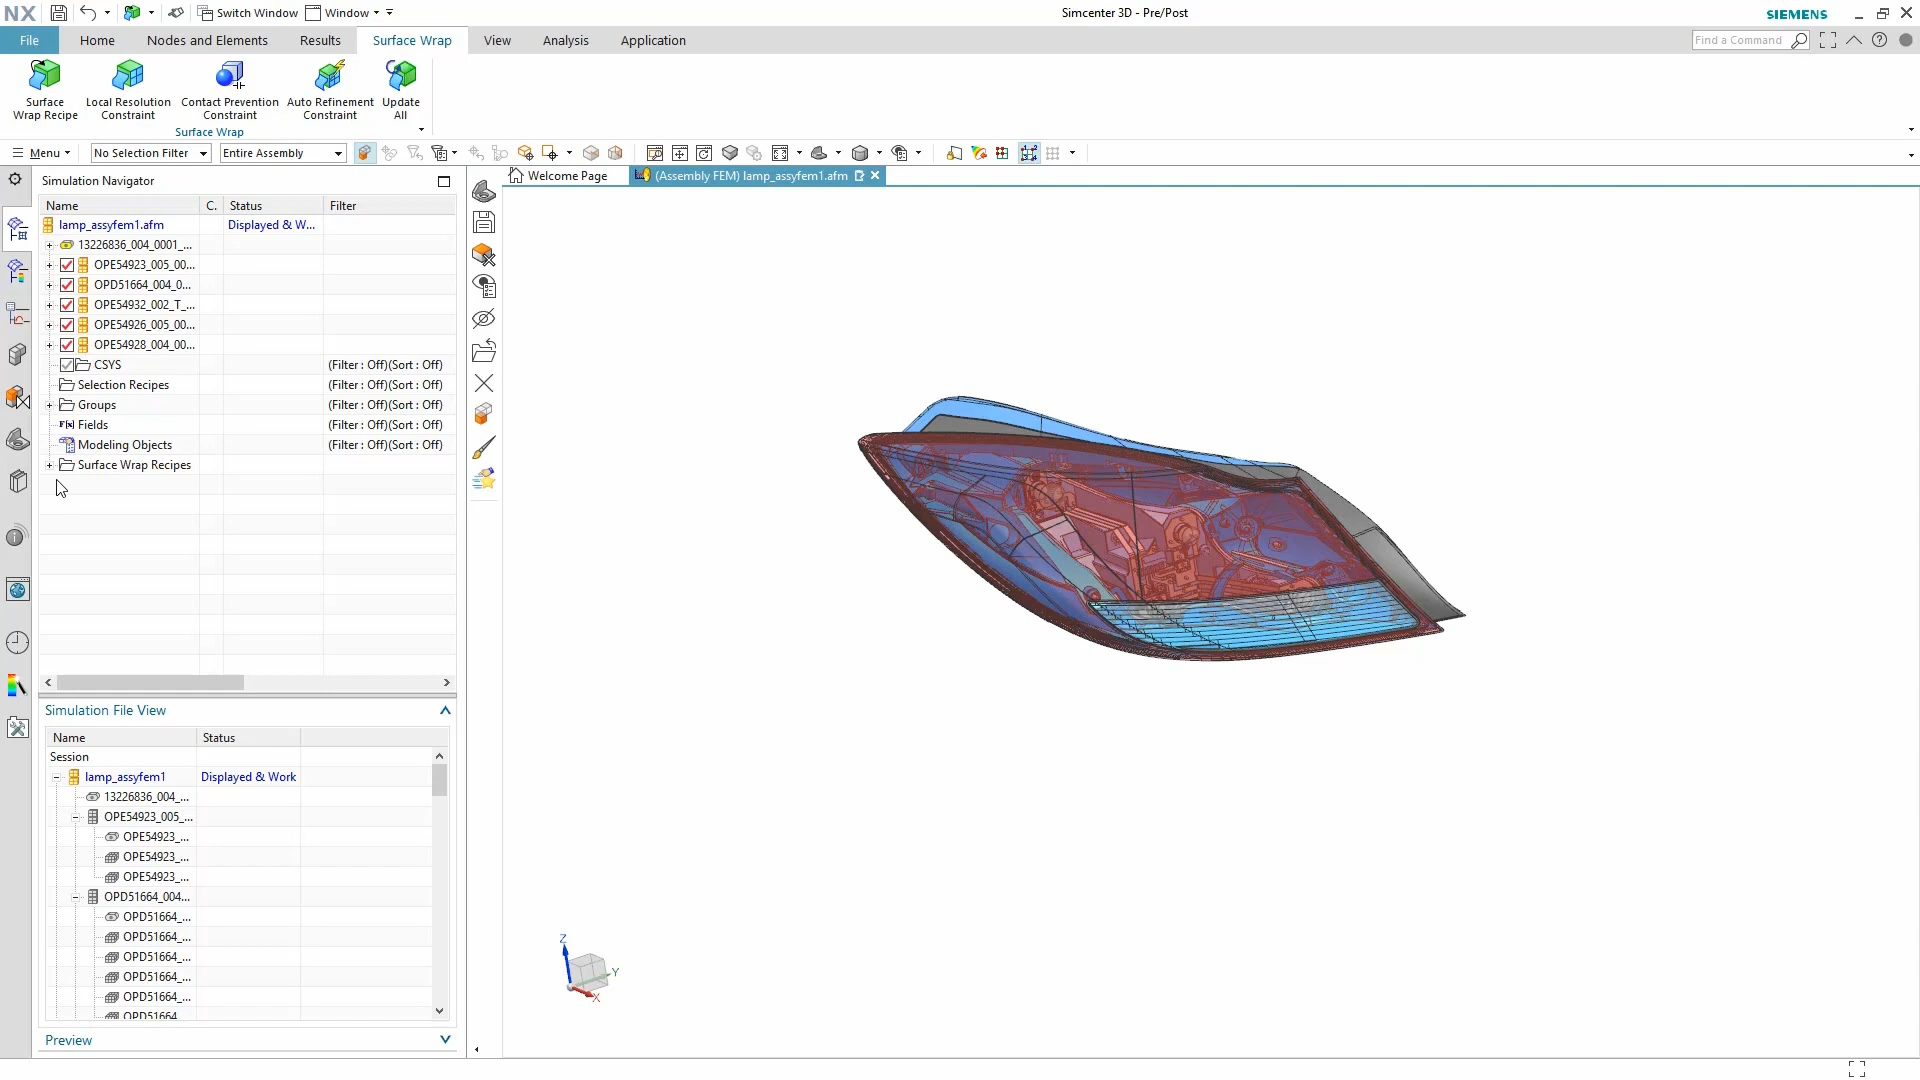 NX Switch Window Window Simcenter 3D - Pre/Post SIEMENS
File Home Nodes and Elements Results Surface Wrap View Analysis Application Find a Command
Surface
Wrap Recipe
Local Resolution
Constraint
Contact Prevention
Constraint
Auto Refinement
Constraint
Update
All
Surface Wrap
Menu No Selection Filter Entire Assembly
Simulation Navigator
Welcome Page (Assembly FEM) lamp_assyfem1.afm
Name C. Status Filter
lamp_assyfem1.afm Displayed & W...
13226836_004_0001_...
OPE54923_005_00...
OPD51664_004_0...
OPE54932_002_T_...
OPE54926_005_00...
OPE54928_004_00...
CSYS (Filter : Off)(Sort : Off)
Selection Recipes (Filter : Off)(Sort : Off)
Groups (Filter : Off)(Sort : Off)
F(x) Fields (Filter : Off)(Sort : Off)
Modeling Objects (Filter : Off)(Sort : Off)
Surface Wrap Recipes
Simulation File View
Name Status
Session
lamp_assyfem1 Displayed & Work
13226836_004_...
OPE54923_005_...
OPE54923_...
OPE54923_...
OPE54923_...
OPD51664_004...
OPD51664_...
OPD51664_...
OPD51664_...
OPD51664_...
OPD51664_...
OPD51664
Preview
Z
Y
X